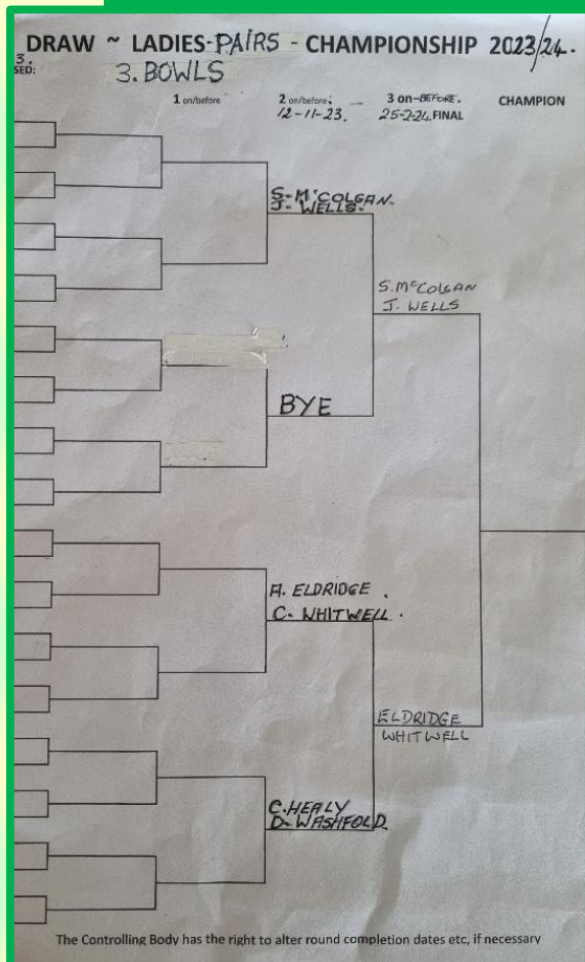 DRAW ~ LADIES-PAIRS - CHAMPIONSHIP 2023/24.
3.
SED:
3. BOWLS
1 on/before
2 on/before:
12-11-23.
3 on-BEFORE.
25-2-24 FINAL
CHAMPION
S. McCOLGAN.
J. WELLS.
S. McCOLGAN
J. WELLS
BYE
A. ELDRIDGE.
C. WHITWELL.
ELDRIDGE
WHITWELL
C. HEALY
D. WASHFOLD.
The Controlling Body has the right to alter round completion dates etc, if necessary